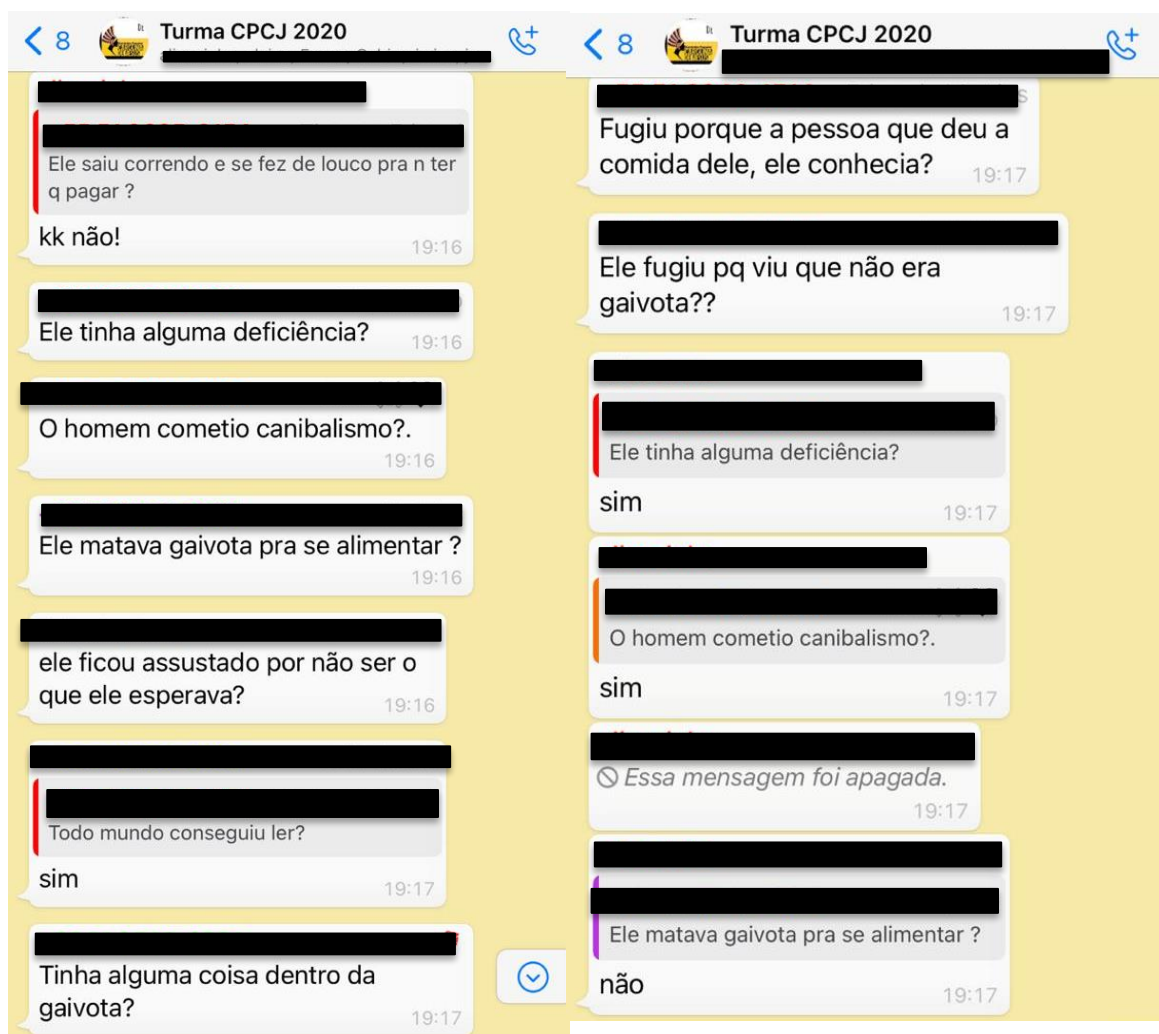 8
Turma CPCJ 2020
Ele saiu correndo e se fez de louco pra n ter
q pagar ?
kk não!
19:16
Ele tinha alguma deficiência?
19:16
O homem cometio canibalismo?.
19:16
Ele matava gaivota pra se alimentar ?
19:16
ele ficou assustado por não ser o
que ele esperava?
19:16
Todo mundo conseguiu ler?
sim
19:17
Tinha alguma coisa dentro da
gaivota?
19:17
8
Turma CPCJ 2020
Fugiu porque a pessoa que deu a
comida dele, ele conhecia?
19:17
Ele fugiu pq viu que não era
gaivota??
19:17
Ele tinha alguma deficiência?
sim
19:17
O homem cometio canibalismo?.
sim
19:17
Essa mensagem foi apagada.
19:17
Ele matava gaivota pra se alimentar ?
não
19:17